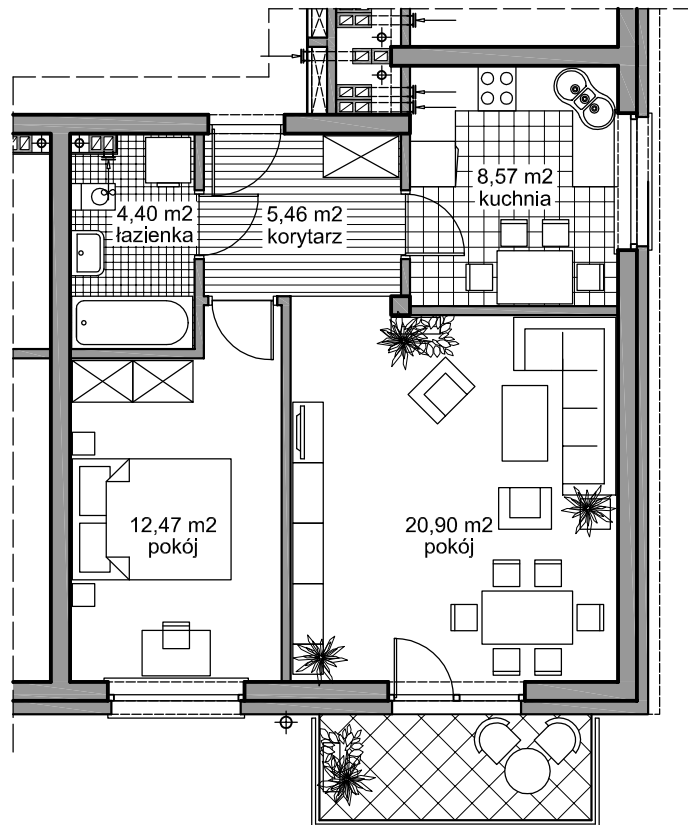 8,57 m2
kuchnia
4,40 m2
łazienka
5,46 m2
korytarz
12,47 m2
pokój
20,90 m2
pokój